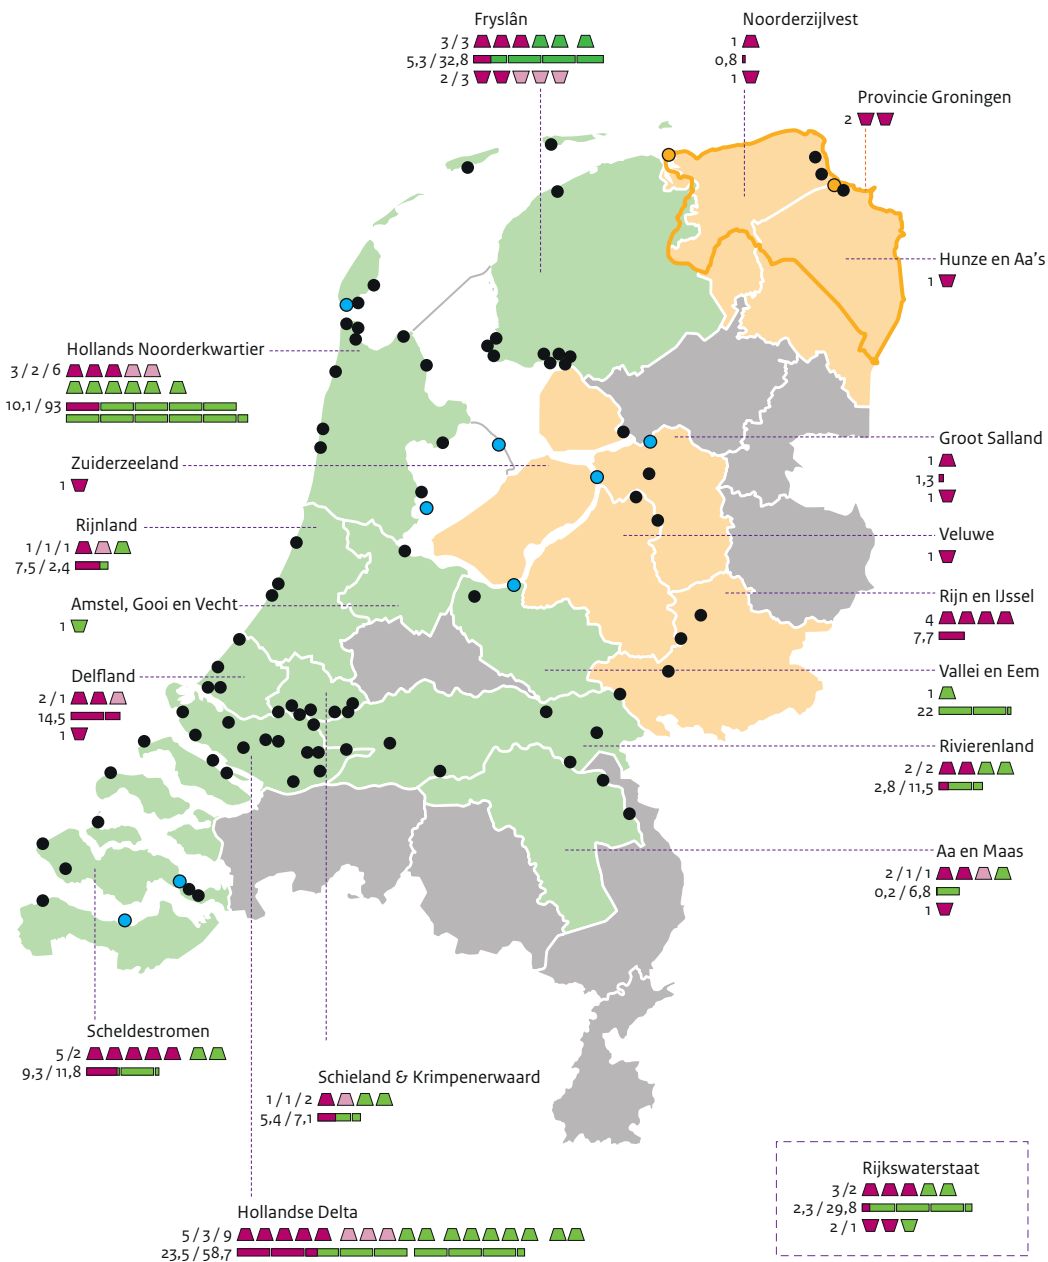 Fryslân
3 / 3
5,3 / 32,8
2 / 3
Noorderzijlvest
1
0,8
1
Provincie Groningen
2
Hunze en Aa's
1
Hollands Noorderkwartier
3 / 2 / 6
10,1 / 93
Zuiderzeeland
1
Rijnland
1 / 1 / 1
7,5 / 2,4
Amstel, Gooi en Vecht
1
Delfland
2 / 1
14,5
1
Groot Salland
1
1,3
1
Veluwe
1
Rijn en IJssel
4
7,7
Vallei en Eem
1
22
Rivierenland
2 / 2
2,8 / 11,5
Aa en Maas
2 / 1 / 1
0,2 / 6,8
1
Scheldestromen
5 /2
9,3 / 11,8
Schieland & Krimpenerwaard
1 / 1 / 2
5,4 / 7,1
Hollandse Delta
5 / 3 / 9
23,5 / 58,7
Rijkswaterstaat
3 /2
2,3 / 29,8
2 / 1